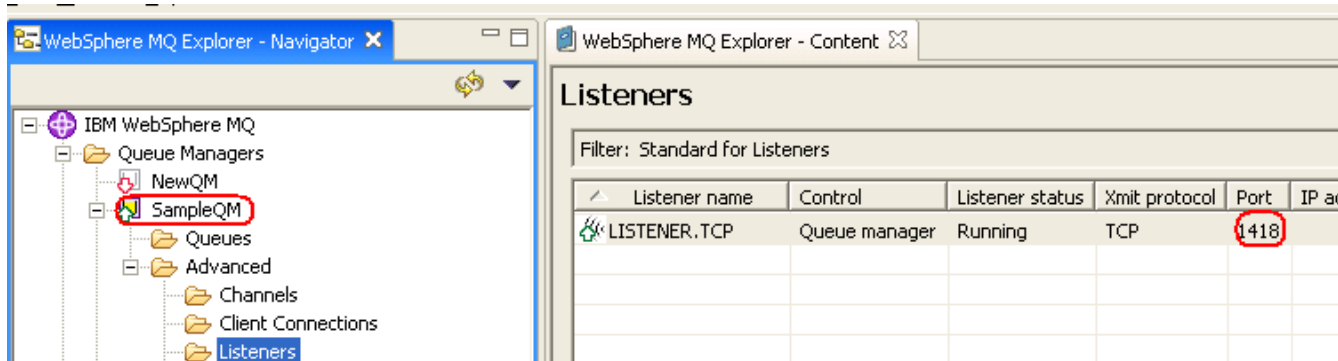 WebSphere MQ Explorer - Navigator
IBM WebSphere MQ
Queue Managers
NewQM
SampleQM
Queues
Advanced
Channels
Client Connections
Listeners
WebSphere MQ Explorer - Content
Listeners
Filter: Standard for Listeners
Listener name Control Listener status Xmit protocol Port IP
LISTENER.TCP Queue manager Running TCP 1418